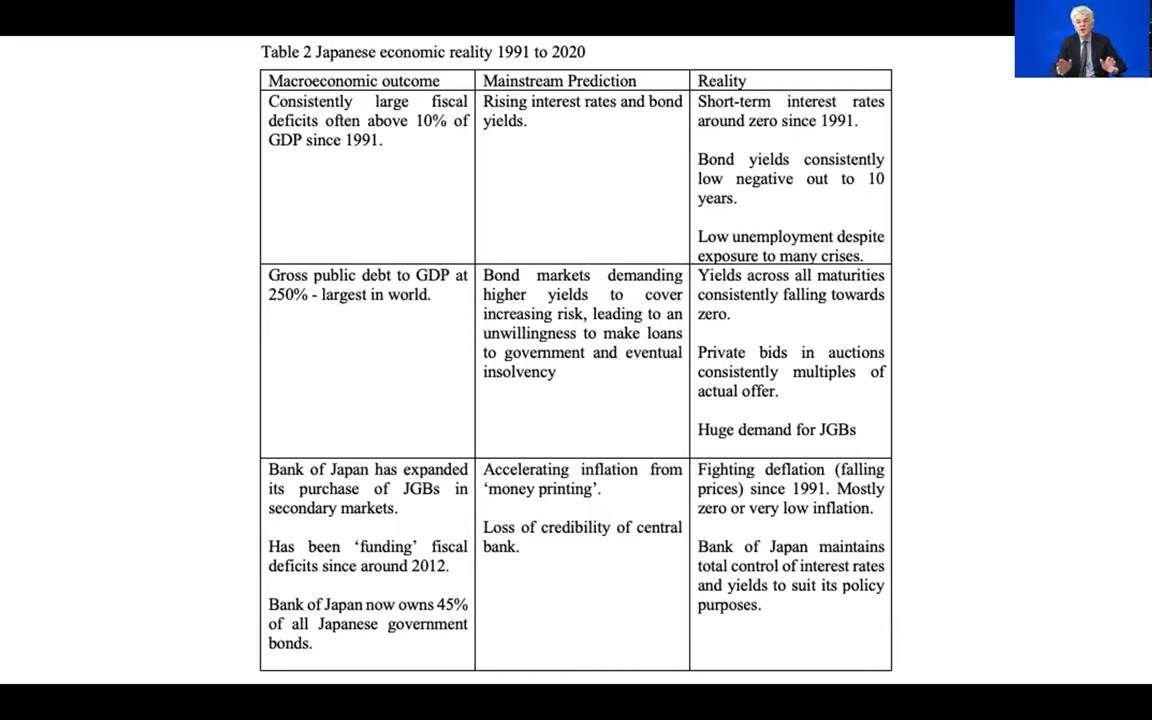 Table 2 Japanese economic reality 1991 to 2020
Macroeconomic outcome
Mainstream Prediction
Reality
Consistently large fiscal
deficits often above 10% of
GDP since 1991.
Rising interest rates and bond
yields.
Short-term interest rates
around zero since 1991.
Bond yields consistently
low negative out to 10
years.
Low unemployment despite
exposure to many crises.
Gross public debt to GDP at
250% - largest in world.
Bond markets demanding
higher yields to cover
increasing risk, leading to an
unwillingness to make loans
to government and eventual
insolvency
Yields across all maturities
consistently falling towards
zero.
Private bids in auctions
consistently multiples of
actual offer.
Huge demand for JGBs
Bank of Japan has expanded
its purchase of JGBs in
secondary markets.
Has been ‘funding’ fiscal
deficits since around 2012.
Bank of Japan now owns 45%
of all Japanese government
bonds.
Accelerating inflation from
‘money printing’.
Loss of credibility of central
bank.
Fighting deflation (falling
prices) since 1991. Mostly
zero or very low inflation.
Bank of Japan maintains
total control of interest rates
and yields to suit its policy
purposes.